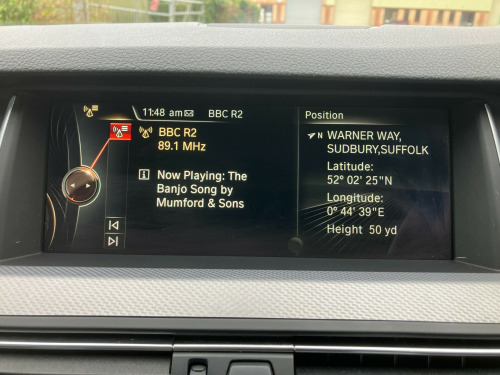 11:48 am BBC R2
BBC R2
89.1 MHz
Now Playing: The
Banjo Song by
Mumford & Sons
Position
N WARNER WAY,
SUDBURY,SUFFOLK
Latitude:
52° 02' 25"N
Longitude:
0° 44' 39"E
Height 50 yd